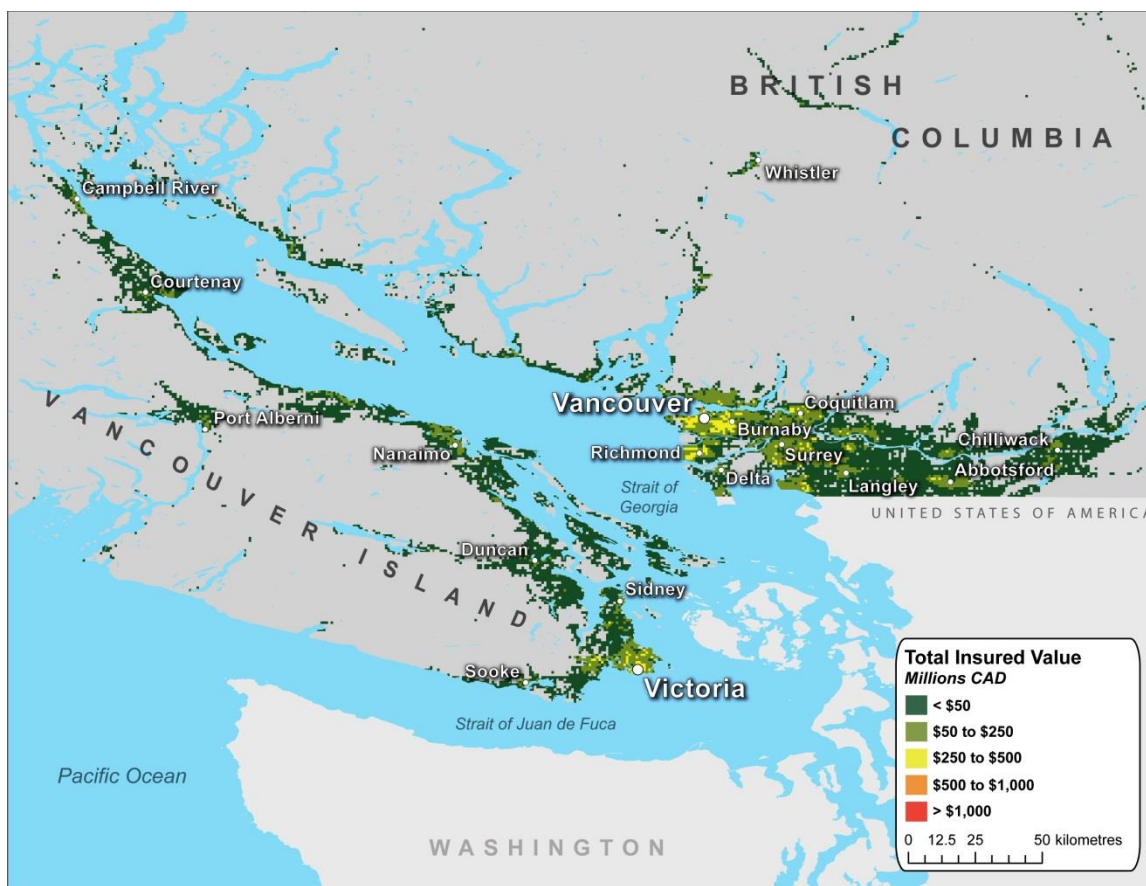 BRITISH
COLUMBIA
Whistler
Campbell River
Courtenay
Port Alberni
VANCOUVER ISLAND
Nanaimo
Vancouver
Coquitlam
Burnaby
Richmond
Surrey
Chilliwack
Delta
Langley
Abbotsford
Strait of
Georgia
UNITED STATES OF AMERICA
Duncan
Sidney
Sooke
Victoria
Strait of Juan de Fuca
Pacific Ocean
WASHINGTON
Total Insured Value
Millions CAD
< $50
$50 to $250
$250 to $500
$500 to $1,000
> $1,000
0 12.5 25 50 kilometres